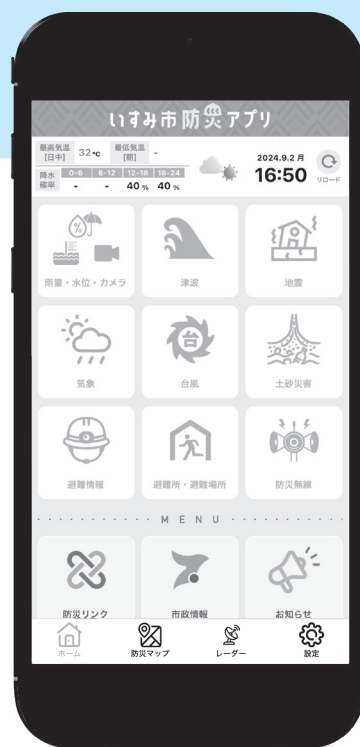 いすみ市防災アプリ
最高気温 [日中] 32℃ 最低気温 [朝] -
2024.9.2 月
16:50
リロード
降水確率 0-6 6-12 12-18 18-24
- - 40% 40%
雨量・水位・カメラ 津波 地震
台
気象 台風 土砂災害
避難情報 避難所・避難場所 防災無線
MENU
防災リンク 市政情報 お知らせ
ホーム 防災マップ レーダー 設定